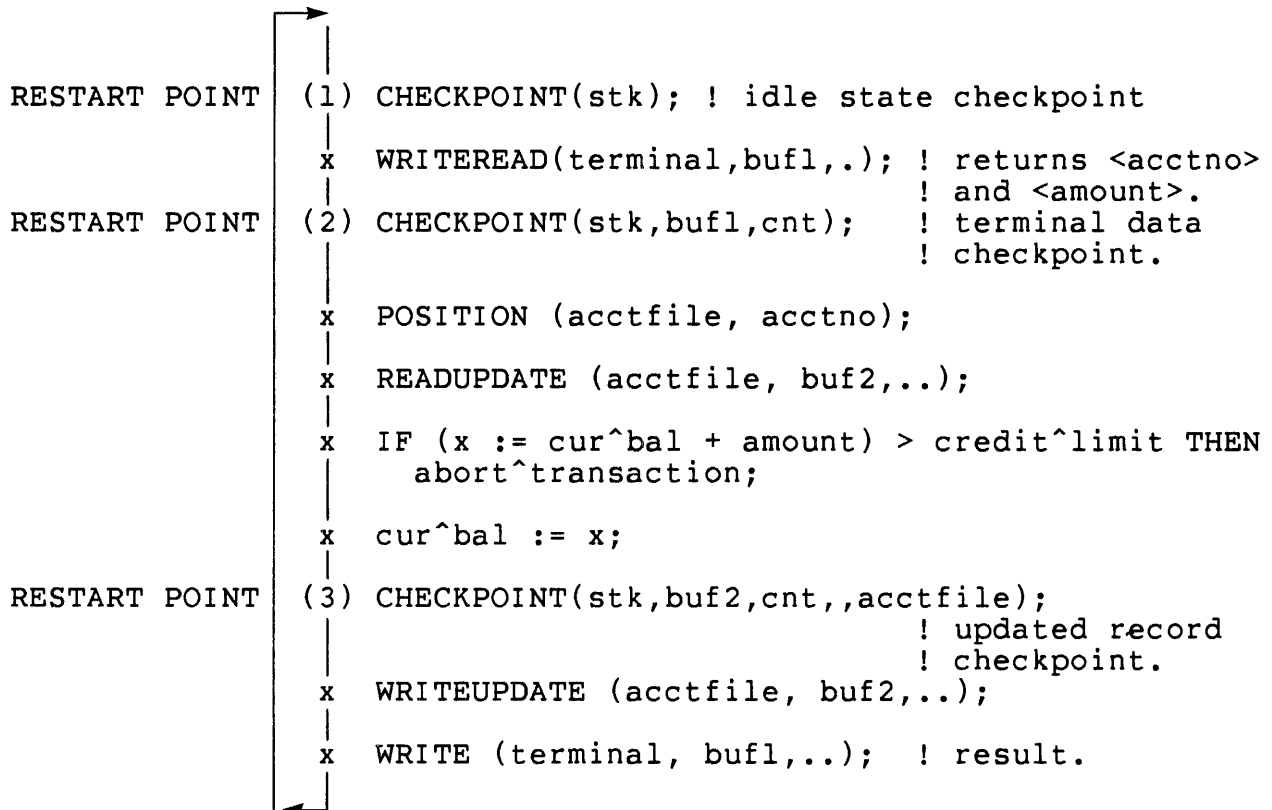 RESTART POINT (1) CHECKPOINT(stk); ! idle state checkpoint
x WRITEREAD(terminal,buf1,.); ! returns <acctno>
! and <amount>.
RESTART POINT (2) CHECKPOINT(stk,buf1,cnt); ! terminal data
! checkpoint.
x POSITION (acctfile, acctno);
x READUPDATE (acctfile, buf2,..);
x IF (x := cur^bal + amount) > credit^limit THEN
abort^transaction;
x cur^bal := x;
RESTART POINT (3) CHECKPOINT(stk,buf2,cnt,,acctfile);
! updated record
! checkpoint.
x WRITEUPDATE (acctfile, buf2,..);
x WRITE (terminal, buf1,..); ! result.